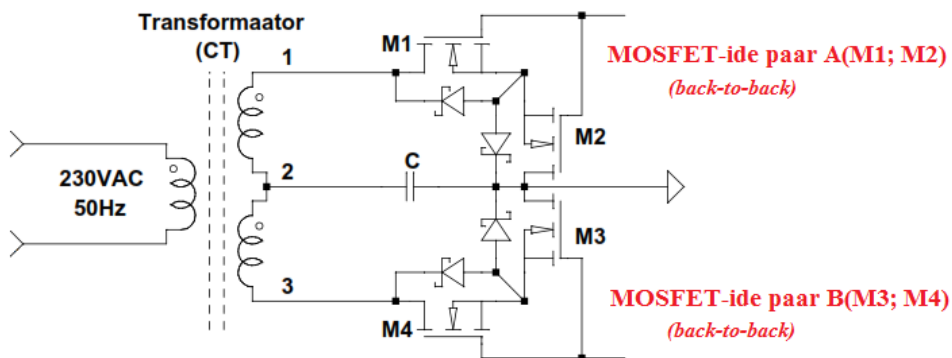 Transformaator
(CT)
1
M1
MOSFET-ide paar A(M1; M2)
(back-to-back)
M2
230VAC
50Hz
2
C
M3
3
M4
MOSFET-ide paar B(M3; M4)
(back-to-back)